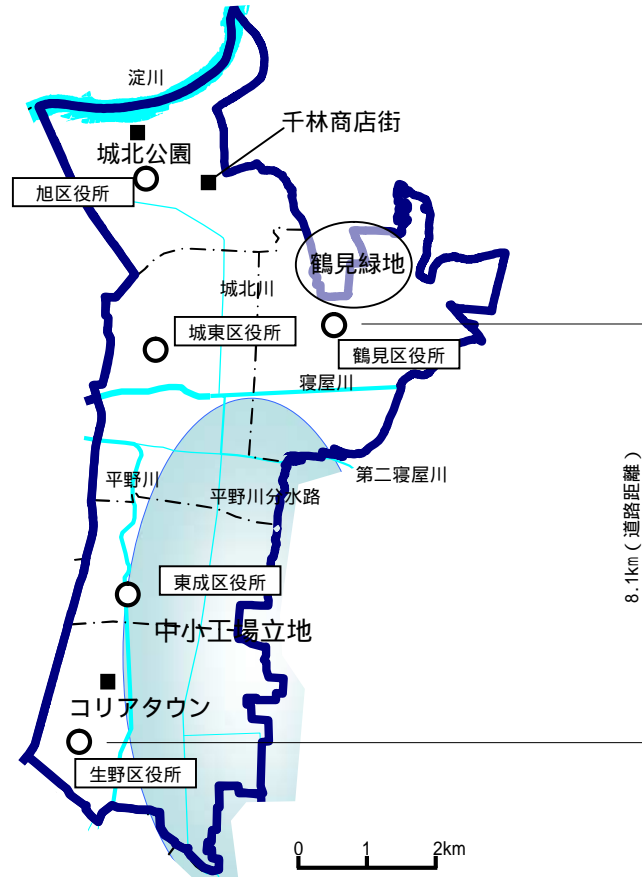 淀川
千林商店街
城北公園
旭区役所
鶴見緑地
城北川
城東区役所
鶴見区役所
寝屋川
第二寝屋川
平野川
平野川分水路
8.1km(道路距離)
東成区役所
中小工場立地
コリアタウン
生野区役所
0 1 2km